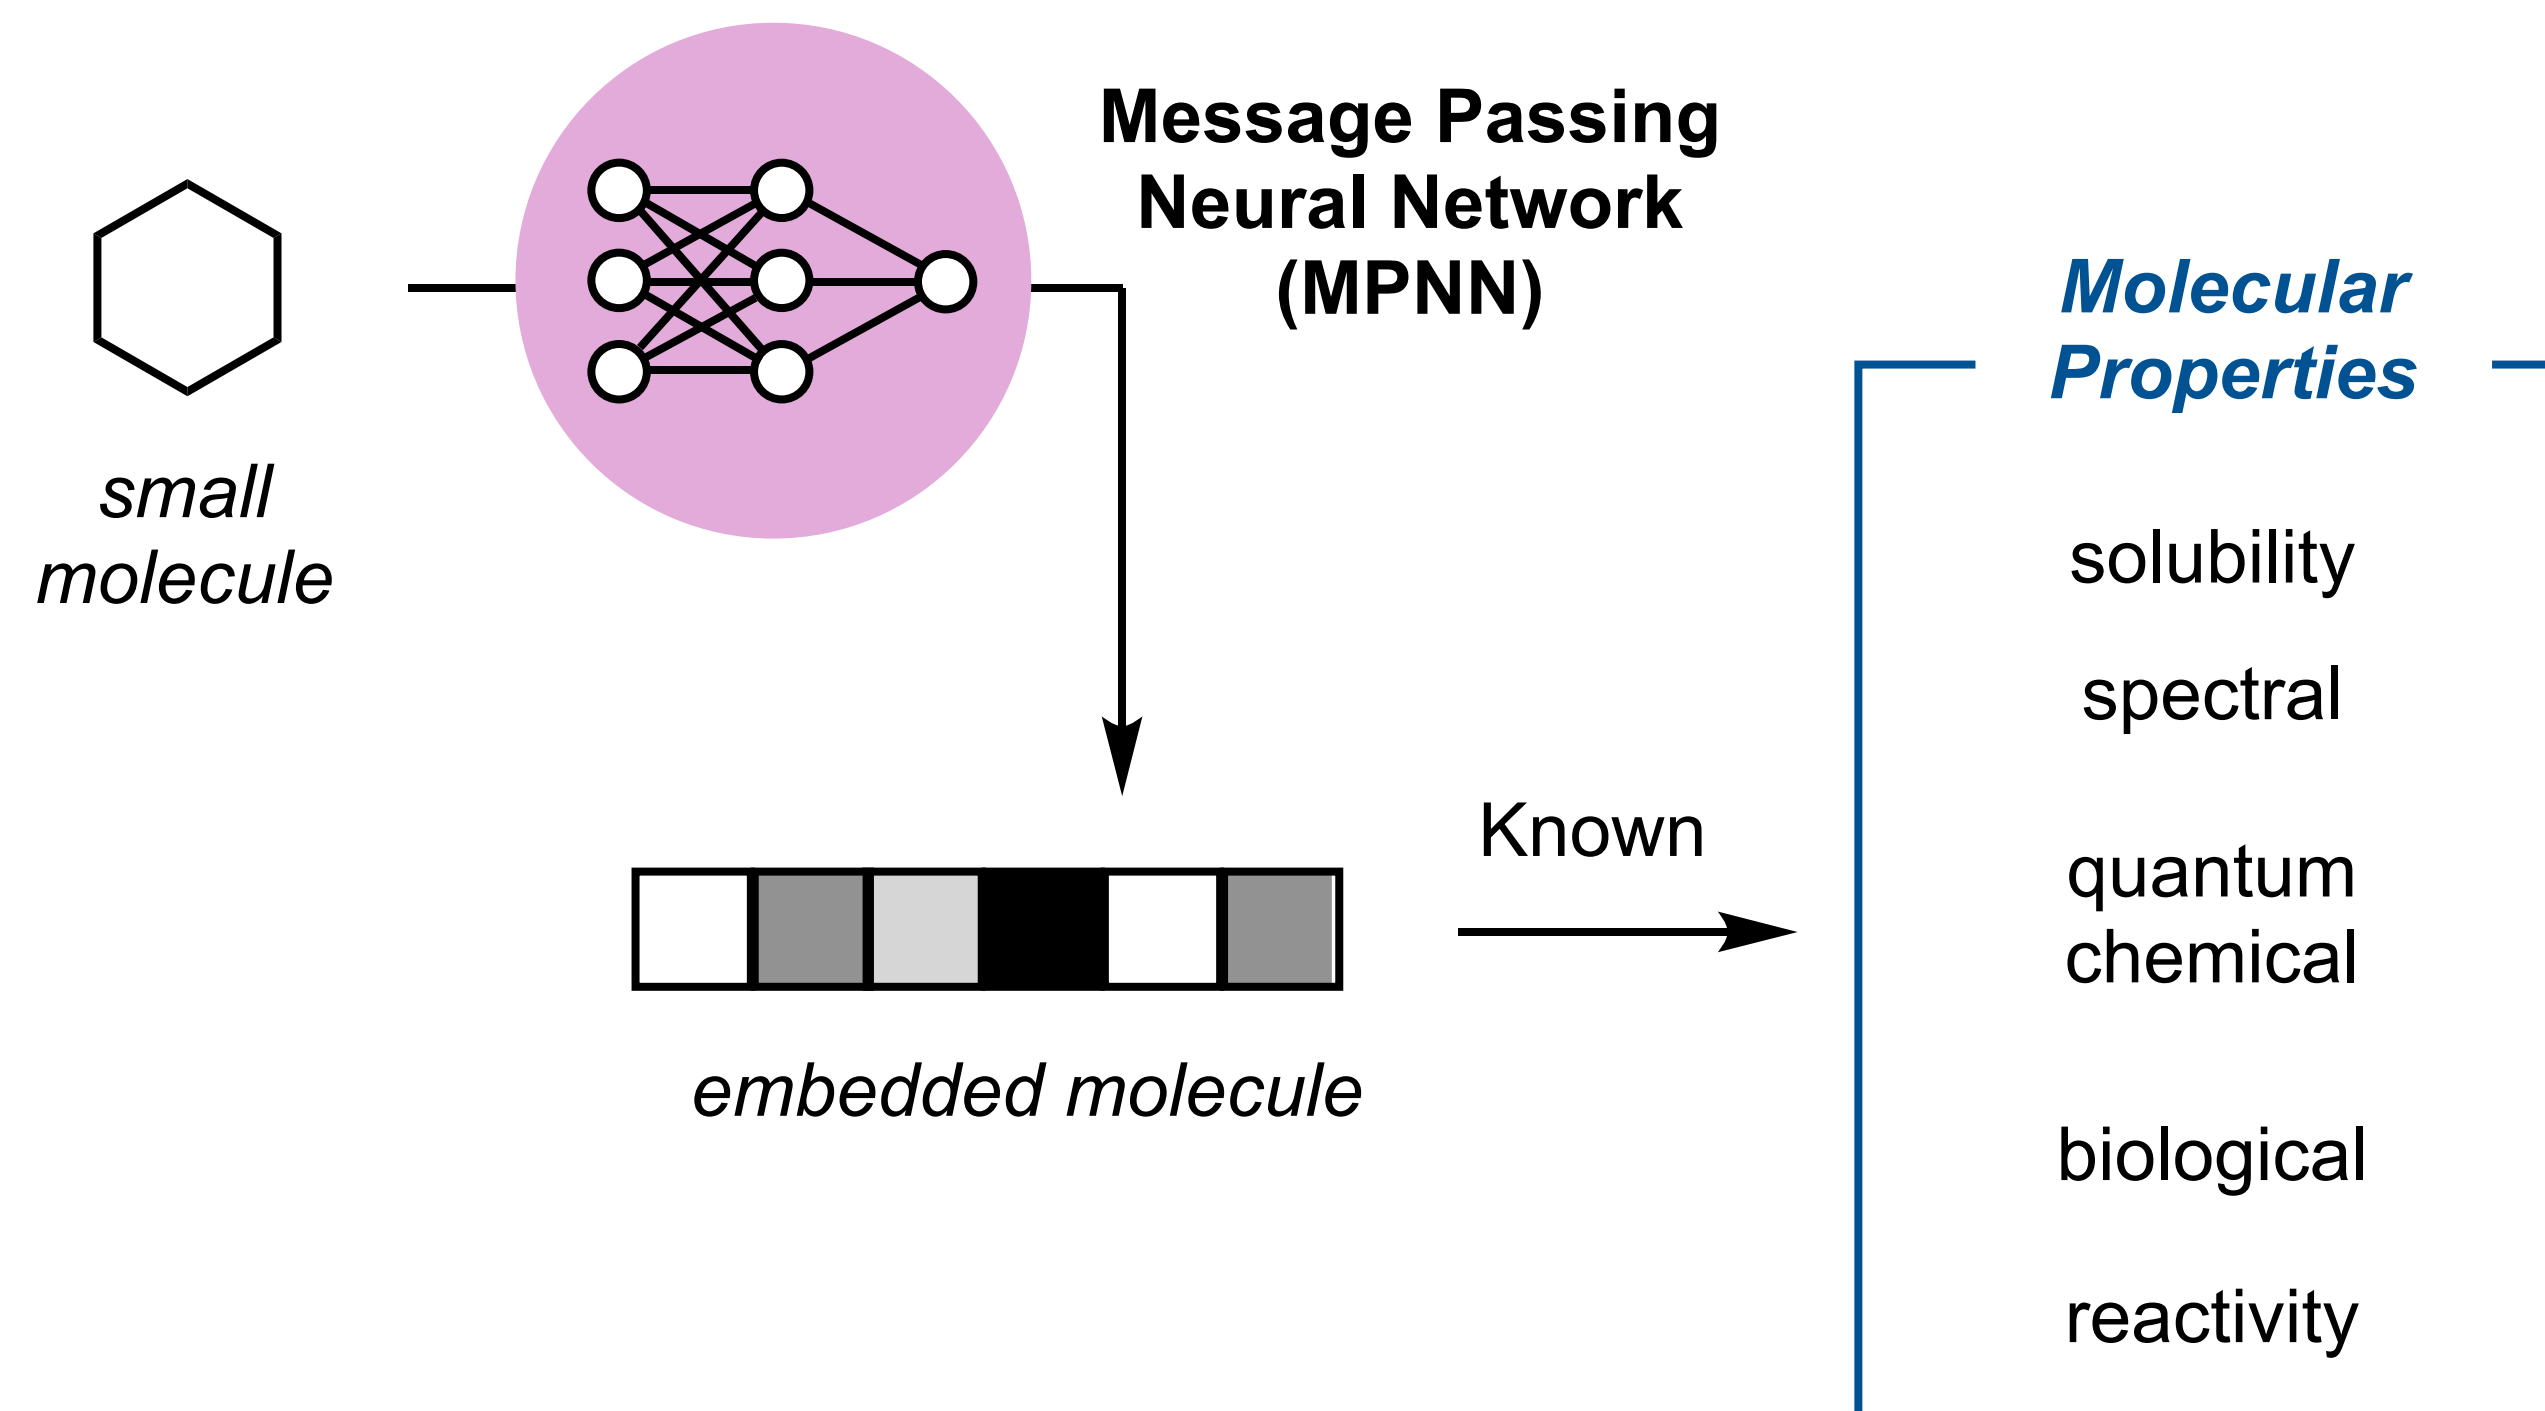 small
molecule
Message Passing
Neural Network
(MPNN)
embedded molecule
Known
Molecular
Properties
solubility
spectral
quantum
chemical
biological
reactivity